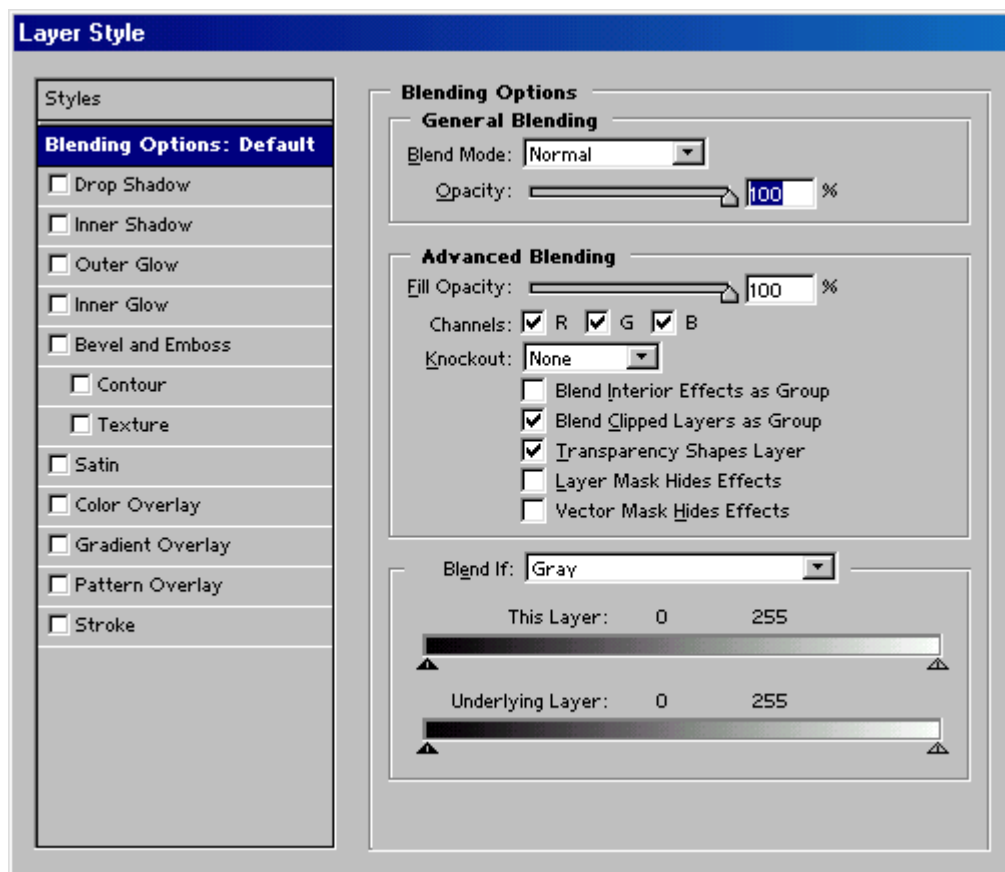 Layer Style
Styles
Blending Options: Default
Drop Shadow
Inner Shadow
Outer Glow
Inner Glow
Bevel and Emboss
Contour
Texture
Satin
Color Overlay
Gradient Overlay
Pattern Overlay
Stroke
Blending Options
General Blending
Blend Mode: Normal
Opacity: 100 %
Advanced Blending
Fill Opacity: 100 %
Channels: R G B
Knockout: None
Blend Interior Effects as Group
Blend Clipped Layers as Group
Transparency Shapes Layer
Layer Mask Hides Effects
Vector Mask Hides Effects
Blend If: Gray
This Layer: 0 255
Underlying Layer: 0 255